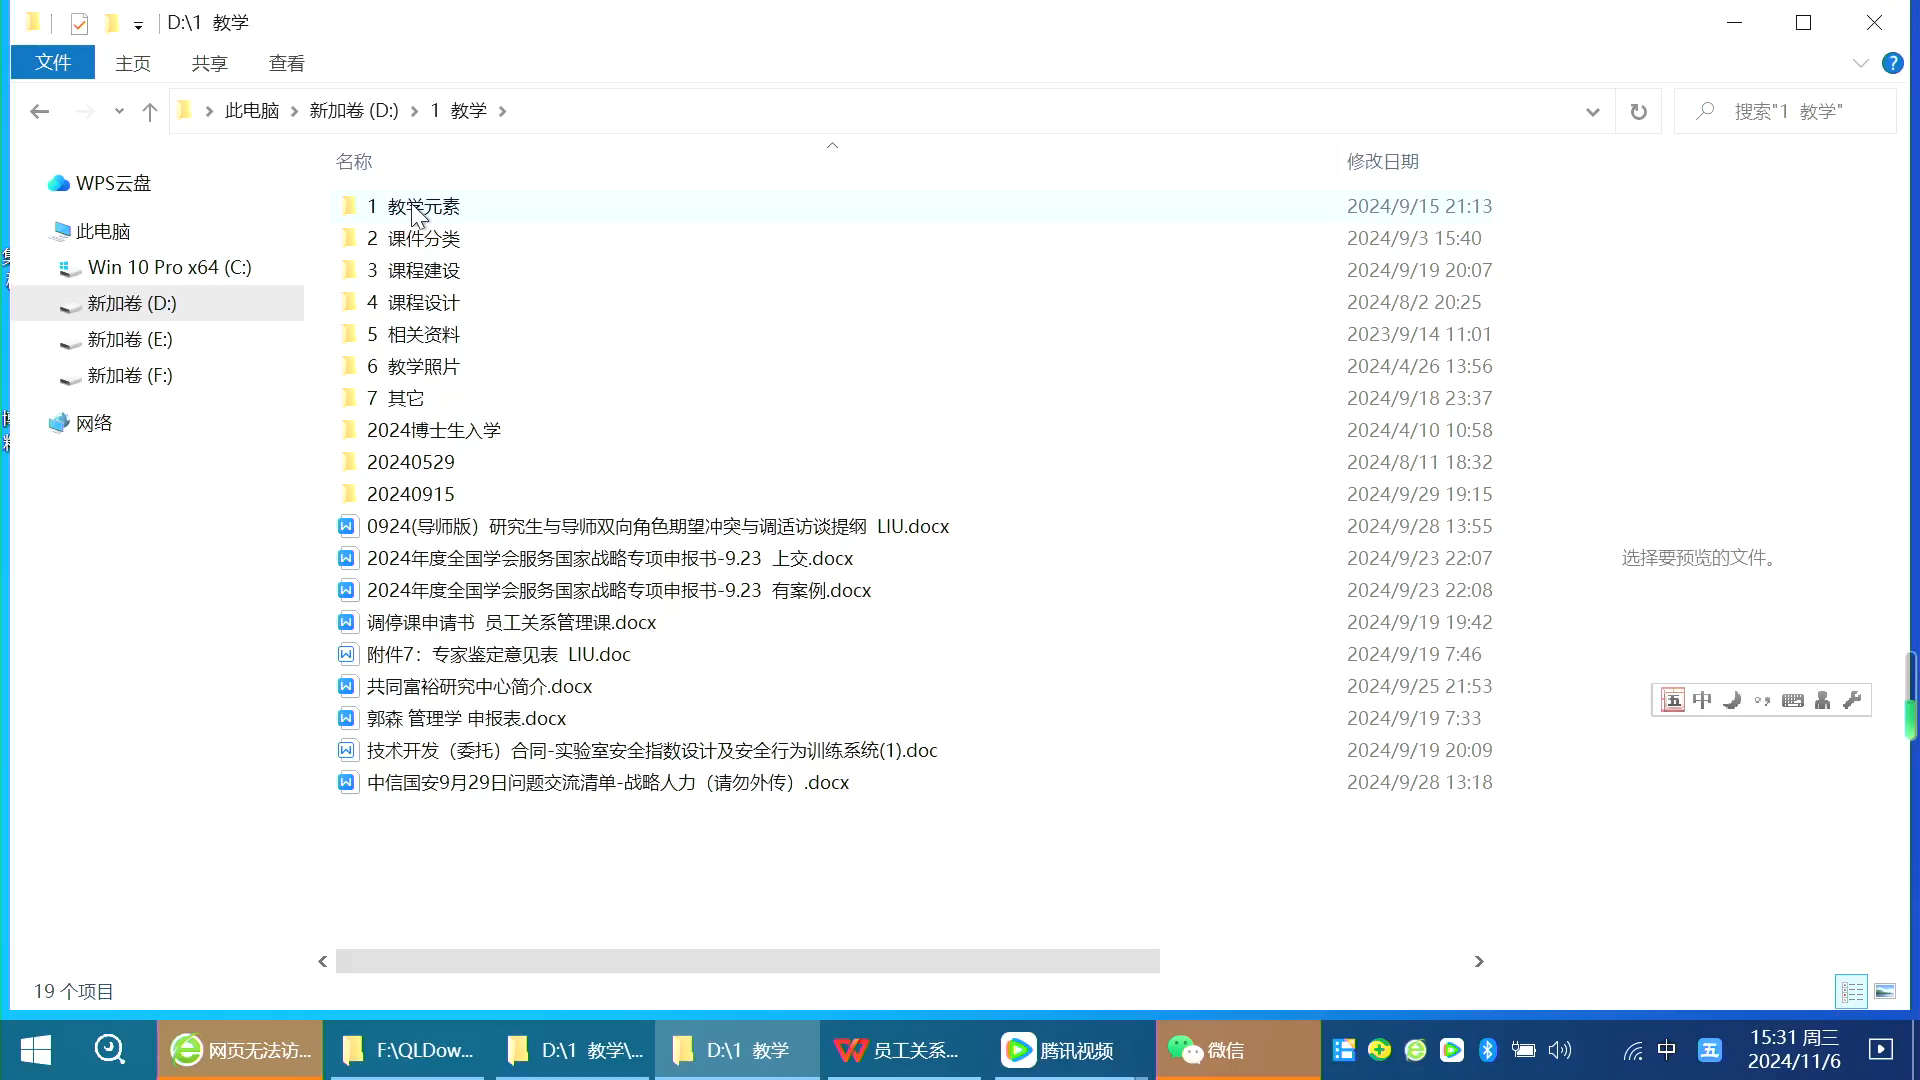 D:\1 教学
文件 主页 共享 查看
此电脑 新加卷 (D:) 1 教学
搜索"1 教学"
名称 修改日期
WPS云盘
此电脑
Win 10 Pro x64 (C:)
新加卷 (D:)
新加卷 (E:)
新加卷 (F:)
网络
1 教学元素 2024/9/15 21:13
2 课件分类 2024/9/3 15:40
3 课程建设 2024/9/19 20:07
4 课程设计 2024/8/2 20:25
5 相关资料 2023/9/14 11:01
6 教学照片 2024/4/26 13:56
7 其它 2024/9/18 23:37
2024博士生入学 2024/4/10 10:58
20240529 2024/8/11 18:32
20240915 2024/9/29 19:15
0924(导师版）研究生与导师双向角色期望冲突与调适访谈提纲 LIU.docx 2024/9/28 13:55
2024年度全国学会服务国家战略专项申报书-9.23 上交.docx 2024/9/23 22:07
2024年度全国学会服务国家战略专项申报书-9.23 有案例.docx 2024/9/23 22:08
调停课申请书 员工关系管理课.docx 2024/9/19 19:42
附件7：专家鉴定意见表 LIU.doc 2024/9/19 7:46
共同富裕研究中心简介.docx 2024/9/25 21:53
郭森 管理学 申报表.docx 2024/9/19 7:33
技术开发（委托）合同-实验室安全指数设计及安全行为训练系统(1).doc 2024/9/19 20:09
中信国安9月29日问题交流清单-战略人力（请勿外传）.docx 2024/9/28 13:18
选择要预览的文件。
五 中
19 个项目
网页无法访... F:\QLDow... D:\1 教学\... D:\1 教学 员工关系... 腾讯视频 微信 中 五 15:31 周三
2024/11/6